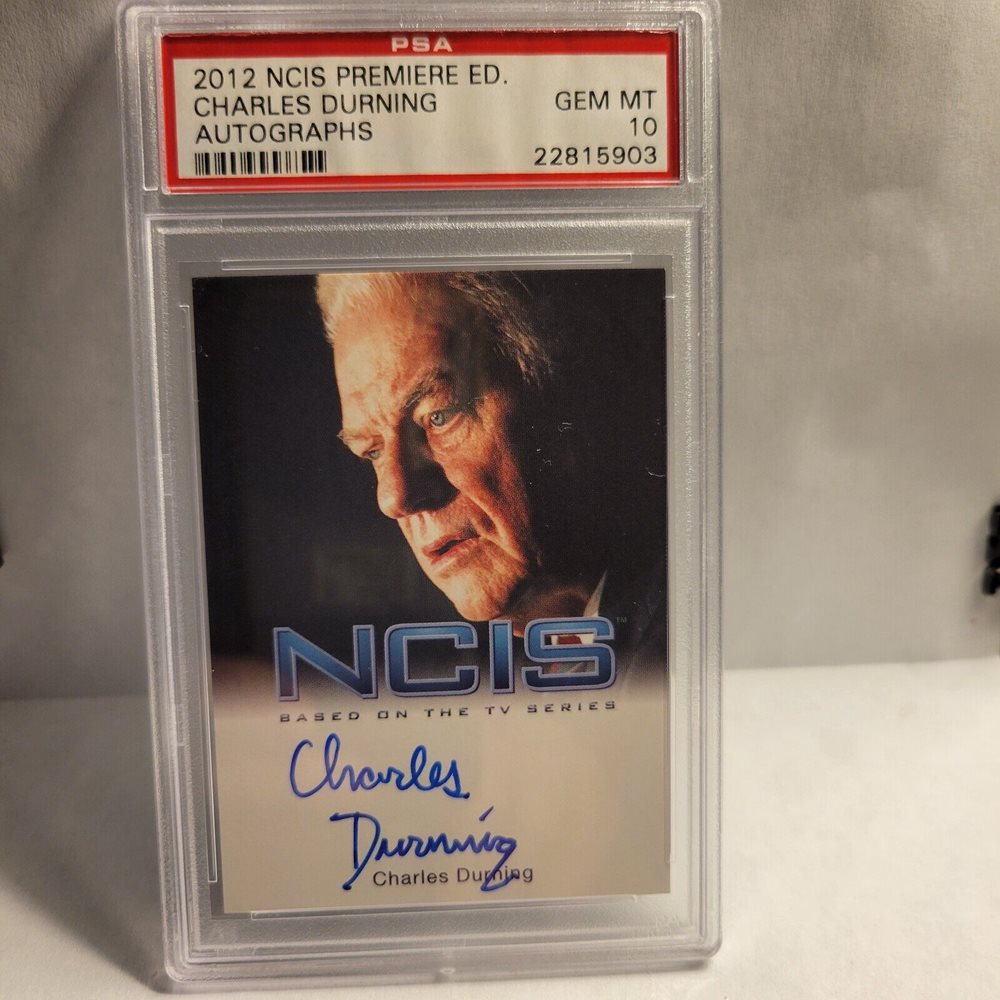 PSA
2012 NCIS PREMIERE ED.
CHARLES DURNING
GEM MT
AUTOGRAPHS
10
22815903
NCIS™
BASED ON THE TV SERIES
Charles
Durning
Charles Durning